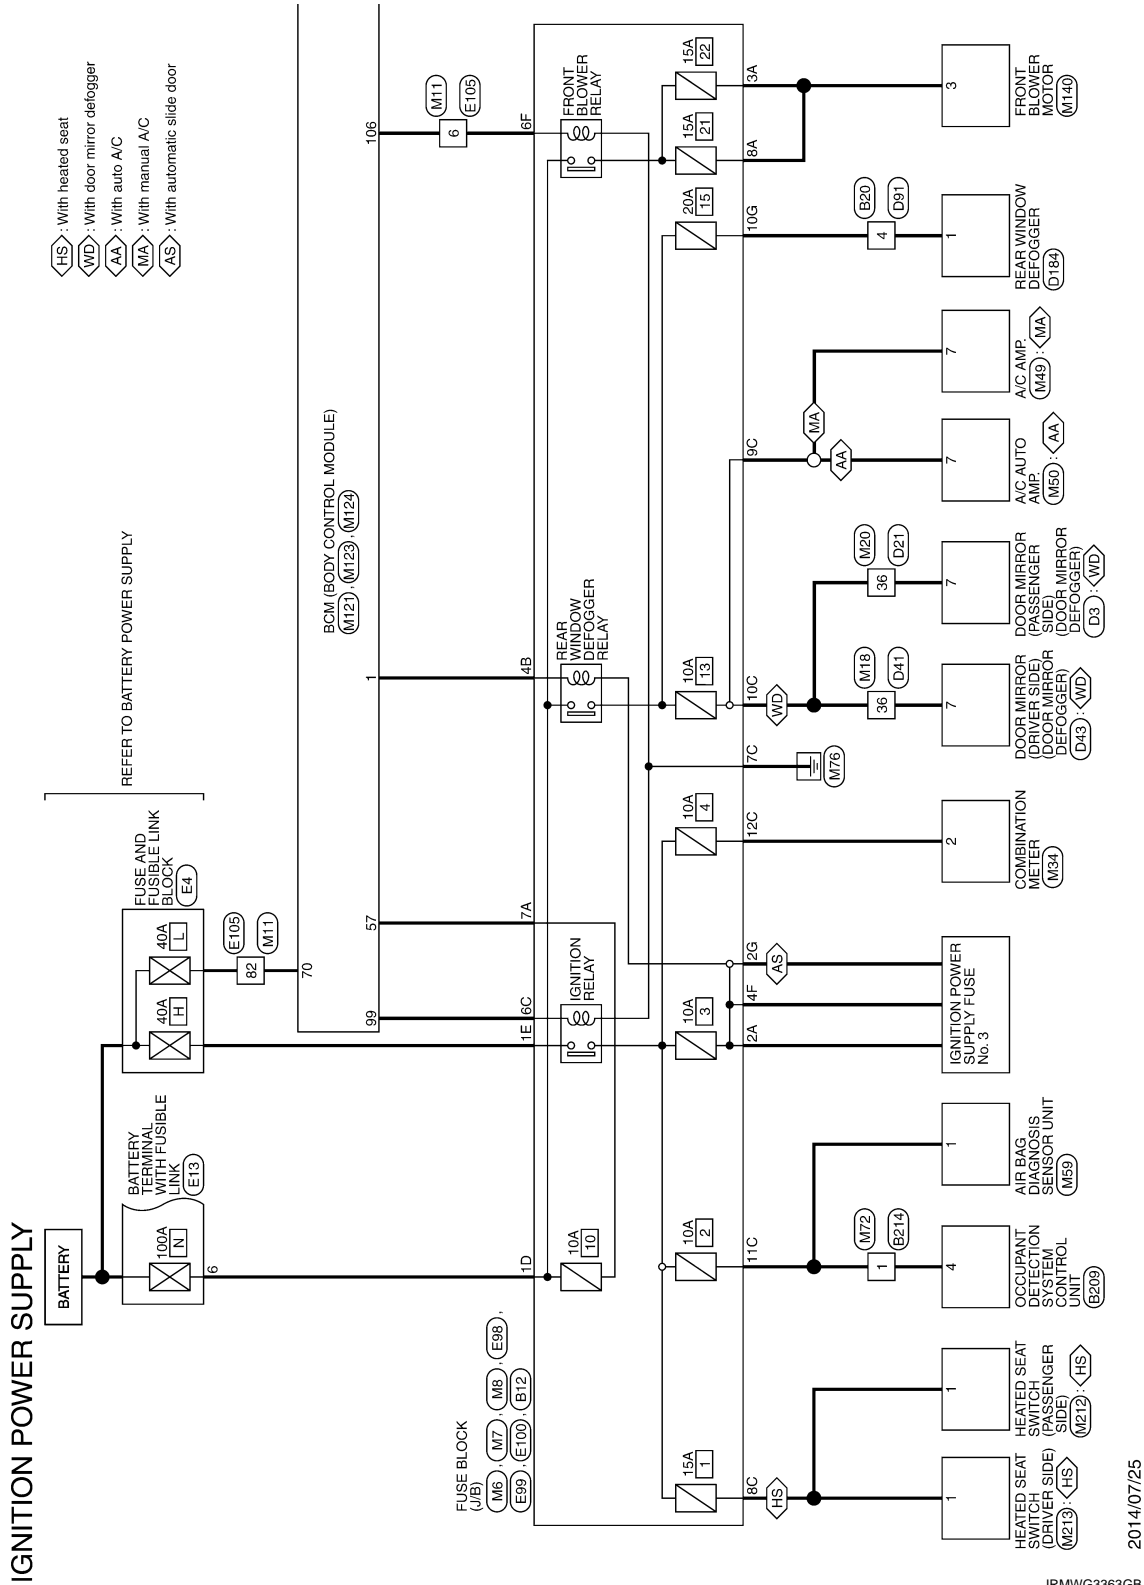 IGNITION POWER SUPPLY
BATTERY
BATTERY
TERMINAL
WITH FUSIBLE
LINK
E13
100A
N
6
FUSE AND
FUSIBLE LINK
BLOCK
E4
40A
H
40A
L
REFER TO BATTERY POWER SUPPLY
HS : With heated seat
WD : With door mirror defogger
AA : With auto A/C
MA : With manual A/C
AS : With automatic slide door
E105
82
M11
70
BCM (BODY CONTROL MODULE)
M121 , M123 , M124
99
57
1
106
M11
6
E105
FUSE BLOCK
(J/B)
M6 , M7 , M8 , E98 ,
E99 , E100 , B12
1D
1E
6C
7A
4B
6F
10A
10
IGNITION
RELAY
REAR
WINDOW
DEFOGGER
RELAY
FRONT
BLOWER
RELAY
15A
1
10A
2
10A
3
10A
4
10A
13
20A
15
15A
21
15A
22
8C
11C
2A
4F
2G
12C
7C
10C
9C
10G
8A
3A
HS
AS
M76
WD
AA
MA
M72
1
B214
M18
36
D41
M20
36
D21
B20
4
D91
1
1
4
1
2
7
7
7
7
1
3
HEATED SEAT
SWITCH
(DRIVER SIDE)
M213 : HS
HEATED SEAT
SWITCH
(PASSENGER
SIDE)
M212 : HS
OCCUPANT
DETECTION
SYSTEM
CONTROL
UNIT
B209
AIR BAG
DIAGNOSIS
SENSOR UNIT
M59
IGNITION POWER
SUPPLY FUSE
No. 3
COMBINATION
METER
M34
DOOR MIRROR
(DRIVER SIDE)
(DOOR MIRROR
DEFOGGER)
D43 : WD
DOOR MIRROR
(PASSENGER
SIDE)
(DOOR MIRROR
DEFOGGER)
D3 : WD
A/C AUTO
AMP.
M50 : AA
A/C AMP.
M49 : MA
REAR WINDOW
DEFOGGER
D184
FRONT
BLOWER
MOTOR
M140
2014/07/25